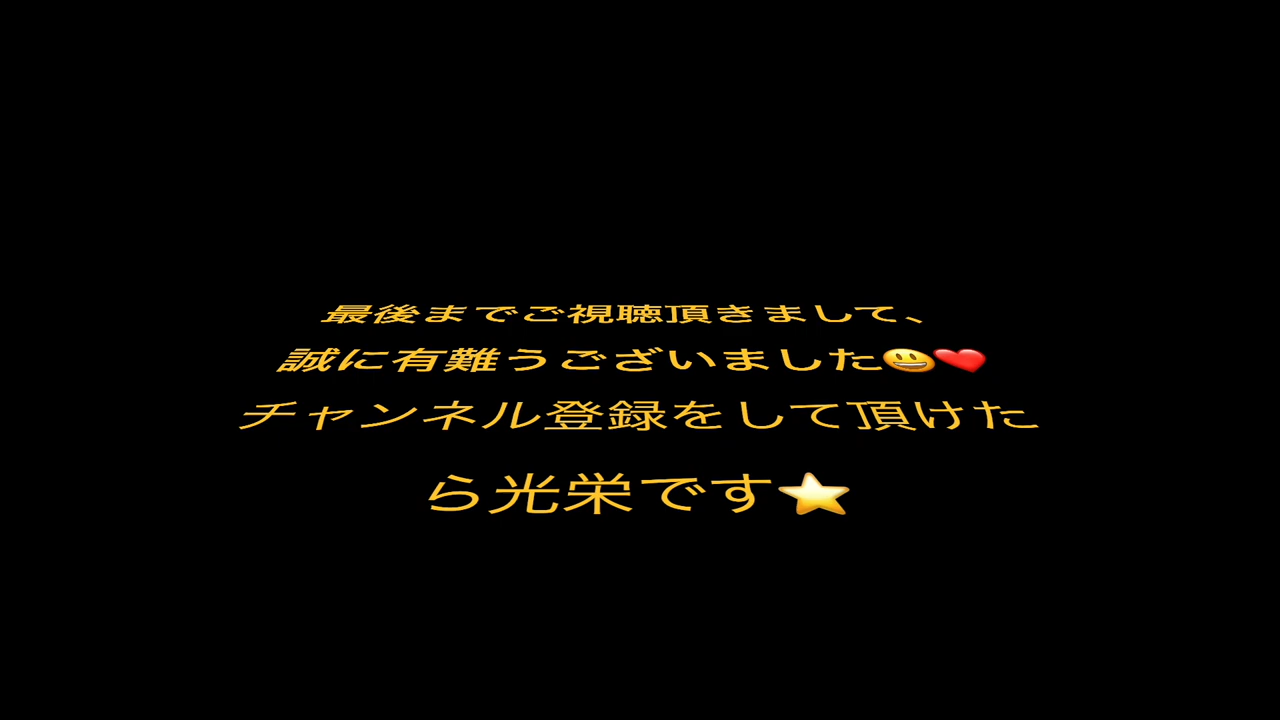 最後までご視聴頂きまして、
誠に有難うございました😃❤️
チャンネル登録をして頂けた
ら光栄です⭐